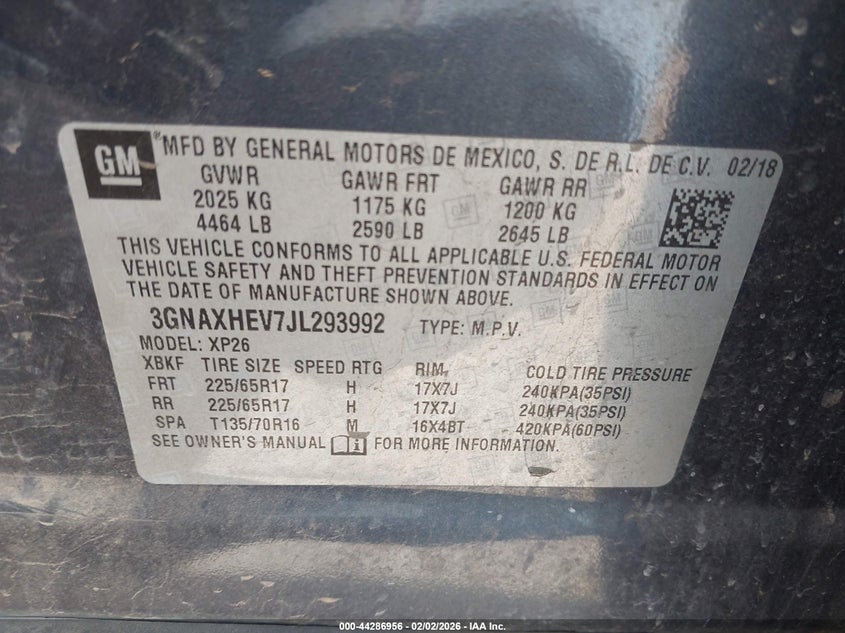 GM
*MFD BY GENERAL MOTORS DE MEXICO, S. DE R.L. DE C.V. 02/18
GVWR GAWR FRT GAWR RR
2025 KG 1175 KG 1200 KG
4464 LB 2590 LB 2645 LB
THIS VEHICLE CONFORMS TO ALL APPLICABLE U.S. FEDERAL MOTOR
VEHICLE SAFETY AND THEFT PREVENTION STANDARDS IN EFFECT ON
THE DATE OF MANUFACTURE SHOWN ABOVE.
3GNAXHEV7JL293992 TYPE: M.P.V.
MODEL: XP26
XBKF TIRE SIZE SPEED RTG RIM COLD TIRE PRESSURE
FRT 225/65R17 H 17X7J 240KPA(35PSI)
RR 225/65R17 H 17X7J 240KPA(35PSI)
SPA T135/70R16 M 16X4BT 420KPA(60PSI)
SEE OWNER'S MANUAL FOR MORE INFORMATION.
000-44286956 - 02/02/2026 - IAA Inc.